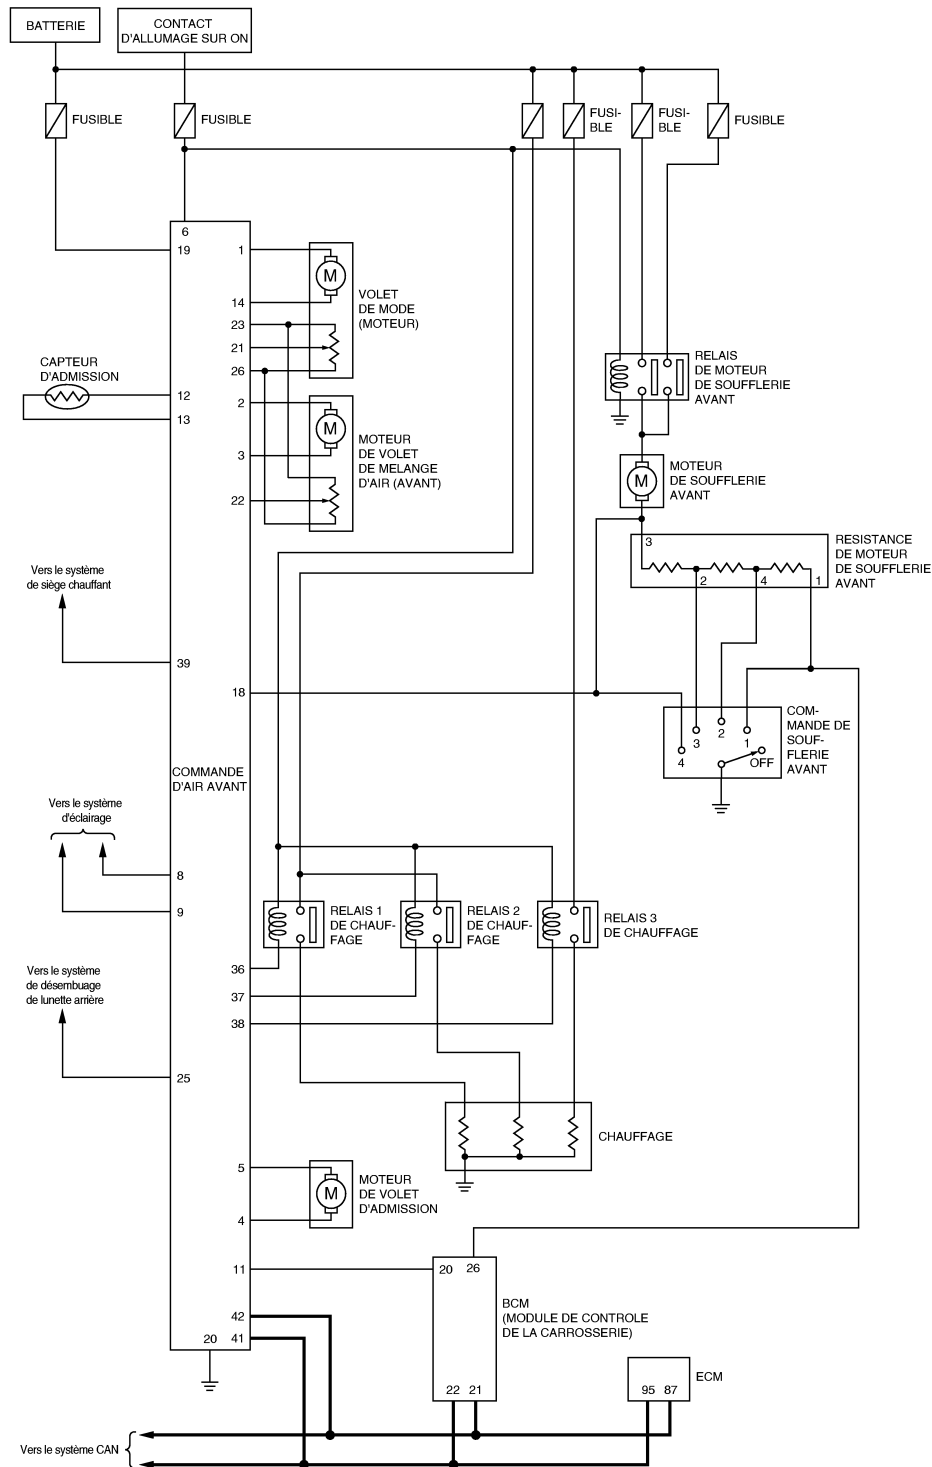 BATTERIE
CONTACT
D'ALLUMAGE SUR ON
FUSIBLE
FUSIBLE
FUSI-
BLE
FUSI-
BLE
FUSIBLE
6
19
1
14
23
21
26
M
VOLET
DE MODE
(MOTEUR)
CAPTEUR
D'ADMISSION
12
13
2
3
22
M
MOTEUR
DE VOLET
DE MELANGE
D'AIR (AVANT)
RELAIS
DE MOTEUR
DE SOUFFLERIE
AVANT
M
MOTEUR
DE SOUFFLERIE
AVANT
3
2
4
1
RESISTANCE
DE MOTEUR
DE SOUFFLERIE
AVANT
Vers le système
de siège chauffant
39
18
COMMANDE
D'AIR AVANT
4
3
2
1
OFF
COM-
MANDE DE
SOUF-
FLERIE
AVANT
Vers le système
d'éclairage
8
9
RELAIS 1
DE CHAUF-
FAGE
RELAIS 2
DE CHAUF-
FAGE
RELAIS 3
DE CHAUFFAGE
36
37
38
Vers le système
de désembuage
de lunette arrière
25
CHAUFFAGE
5
4
M
MOTEUR
DE VOLET
D'ADMISSION
11
20 26
BCM
(MODULE DE CONTROLE
DE LA CARROSSERIE)
42
20 41
22 21
95 87
ECM
Vers le système CAN